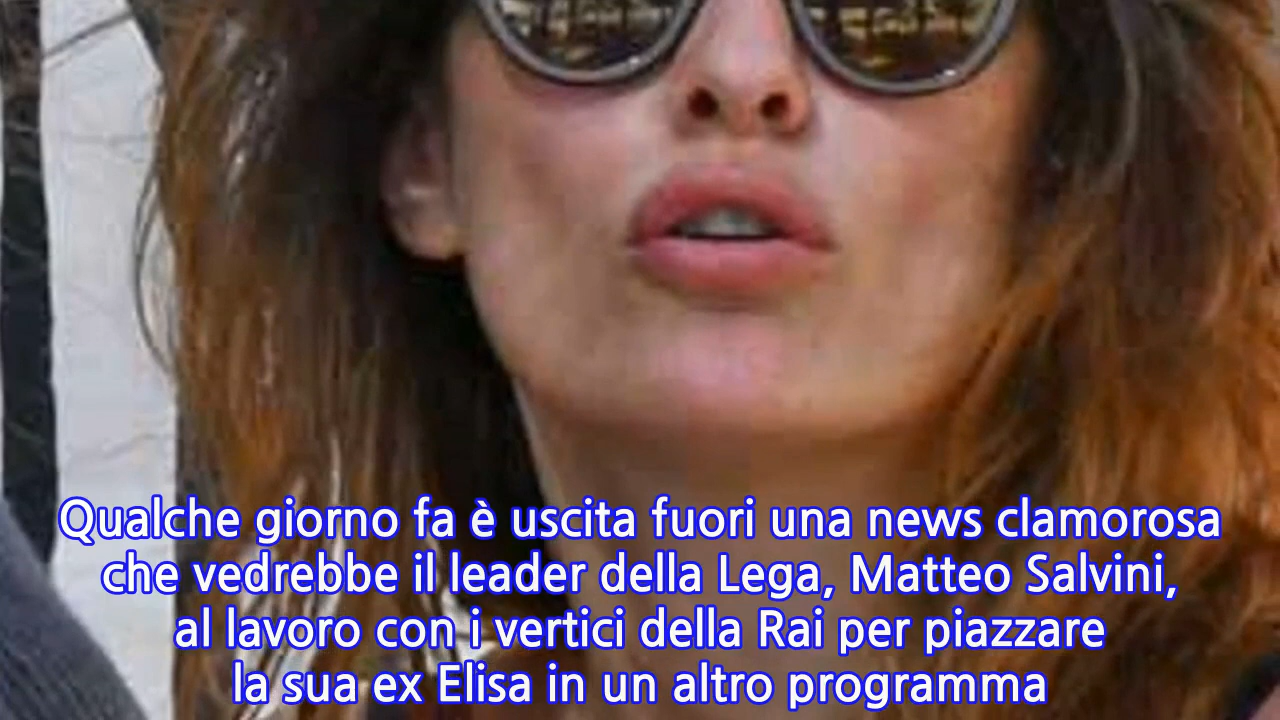 Qualche giorno fa è uscita fuori una news clamorosa
che vedrebbe il leader della Lega, Matteo Salvini,
al lavoro con i vertici della Rai per piazzare
la sua ex Elisa in un altro programma